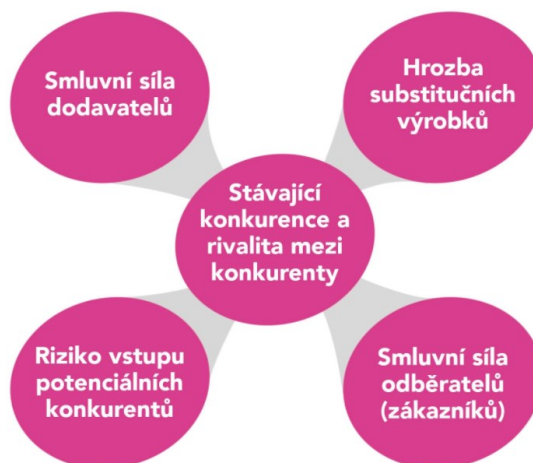 Smluvní síla
dodavatelů
Hrozba
substitučních
výrobků
Stávající
konkurence a
rivalita mezi
konkurenty
Riziko vstupu
potenciálních
konkurentů
Smluvní síla
odběratelů
(zákazníků)